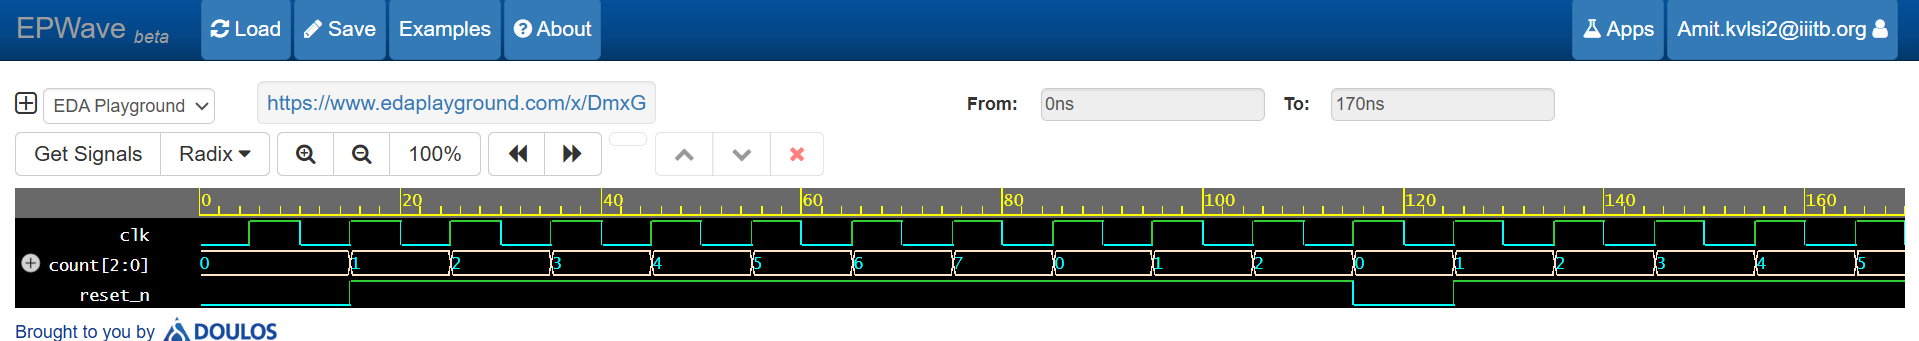 EPWave beta Load Save Examples About Apps Amit.kvlsi2@iiitb.org
EDA Playground https://www.edaplayground.com/x/DmxG From: 0ns To: 170ns
Get Signals Radix 100%
0 20 40 60 80 100 120 140 160
clk
count[2:0] 0 1 2 3 4 5 6 7 0 1 2 0 1 2 3 4 5
reset_n
Brought to you by DOULOS